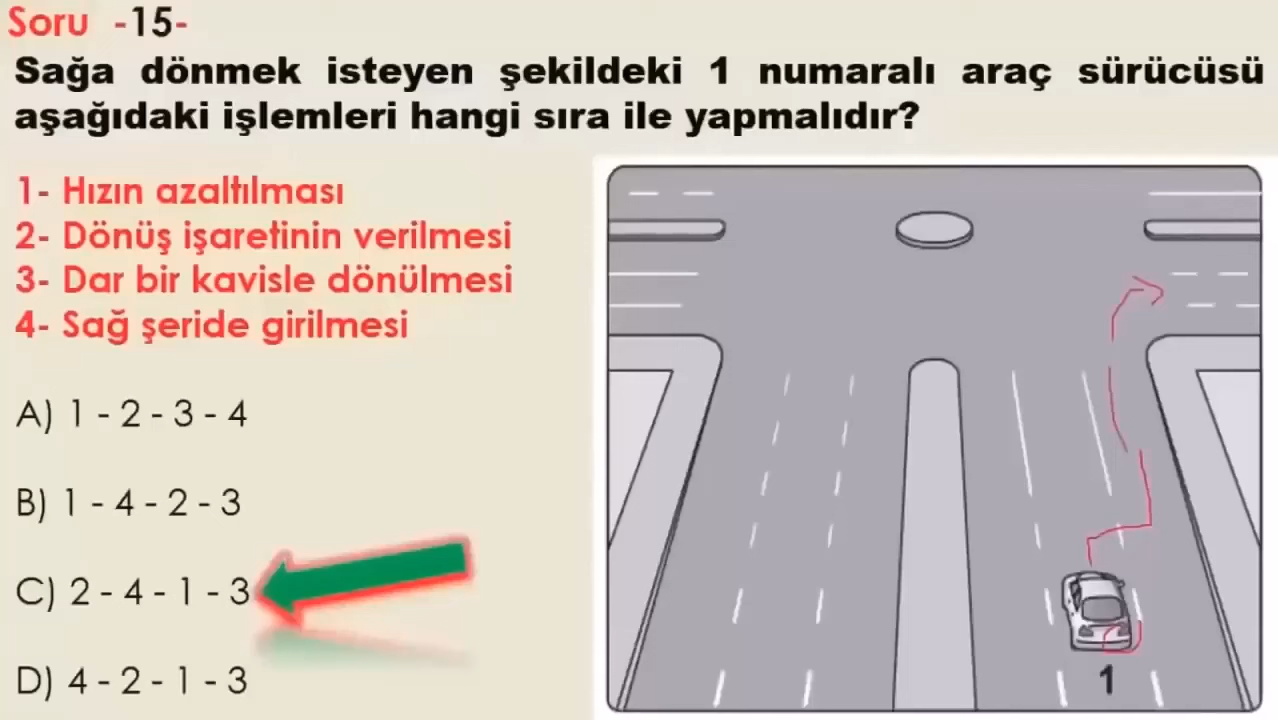 Soru -15-
Sağa dönmek isteyen şekildeki 1 numaralı araç sürücüsü
aşağıdaki işlemleri hangi sıra ile yapmalıdır?
1- Hızın azaltılması
2- Dönüş işaretinin verilmesi
3- Dar bir kavisle dönülmesi
4- Sağ şeride girilmesi
A) 1 - 2 - 3 - 4
B) 1 - 4 - 2 - 3
C) 2 - 4 - 1 - 3
D) 4 - 2 - 1 - 3
1